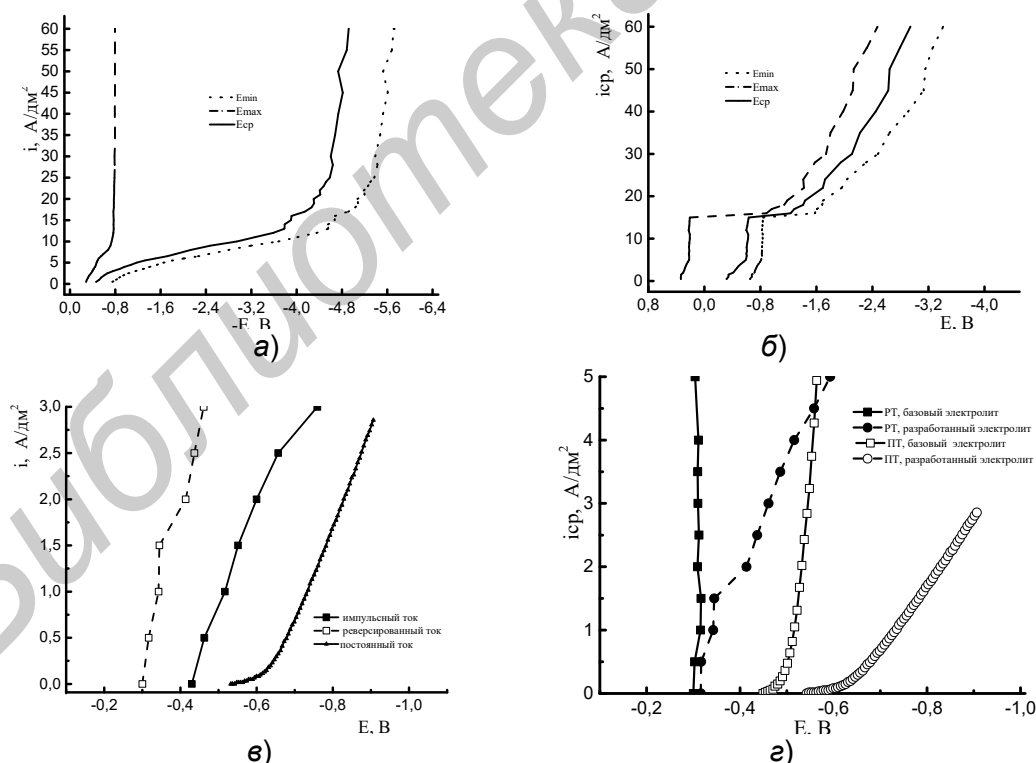 Библиотека
60
55
50
45
40
35
30
25
20
15
10
5
0
i, А/дм²
Emin
Emax
Eср
0,0 -0,8 -1,6 -2,4 -3,2 -4,0 -4,8 -5,6 -6,4
-E, В
а)
60
50
40
30
20
10
0
iср, А/дм²
Emin
Emax
Eср
0,8 0,0 -0,8 -1,6 -2,4 -3,2 -4,0
E, В
б)
3,0
2,5
2,0
1,5
1,0
0,5
0,0
i, А/дм²
импульсный ток
реверсированный ток
постоянный ток
-0,2 -0,4 -0,6 -0,8 -1,0
E, В
в)
5
4
3
2
1
0
iср, А/дм²
РТ, базовый электролит
РТ, разработанный электролит
ПТ, базовый электролит
ПТ, разработанный электролит
-0,2 -0,4 -0,6 -0,8 -1,0
E, В
г)